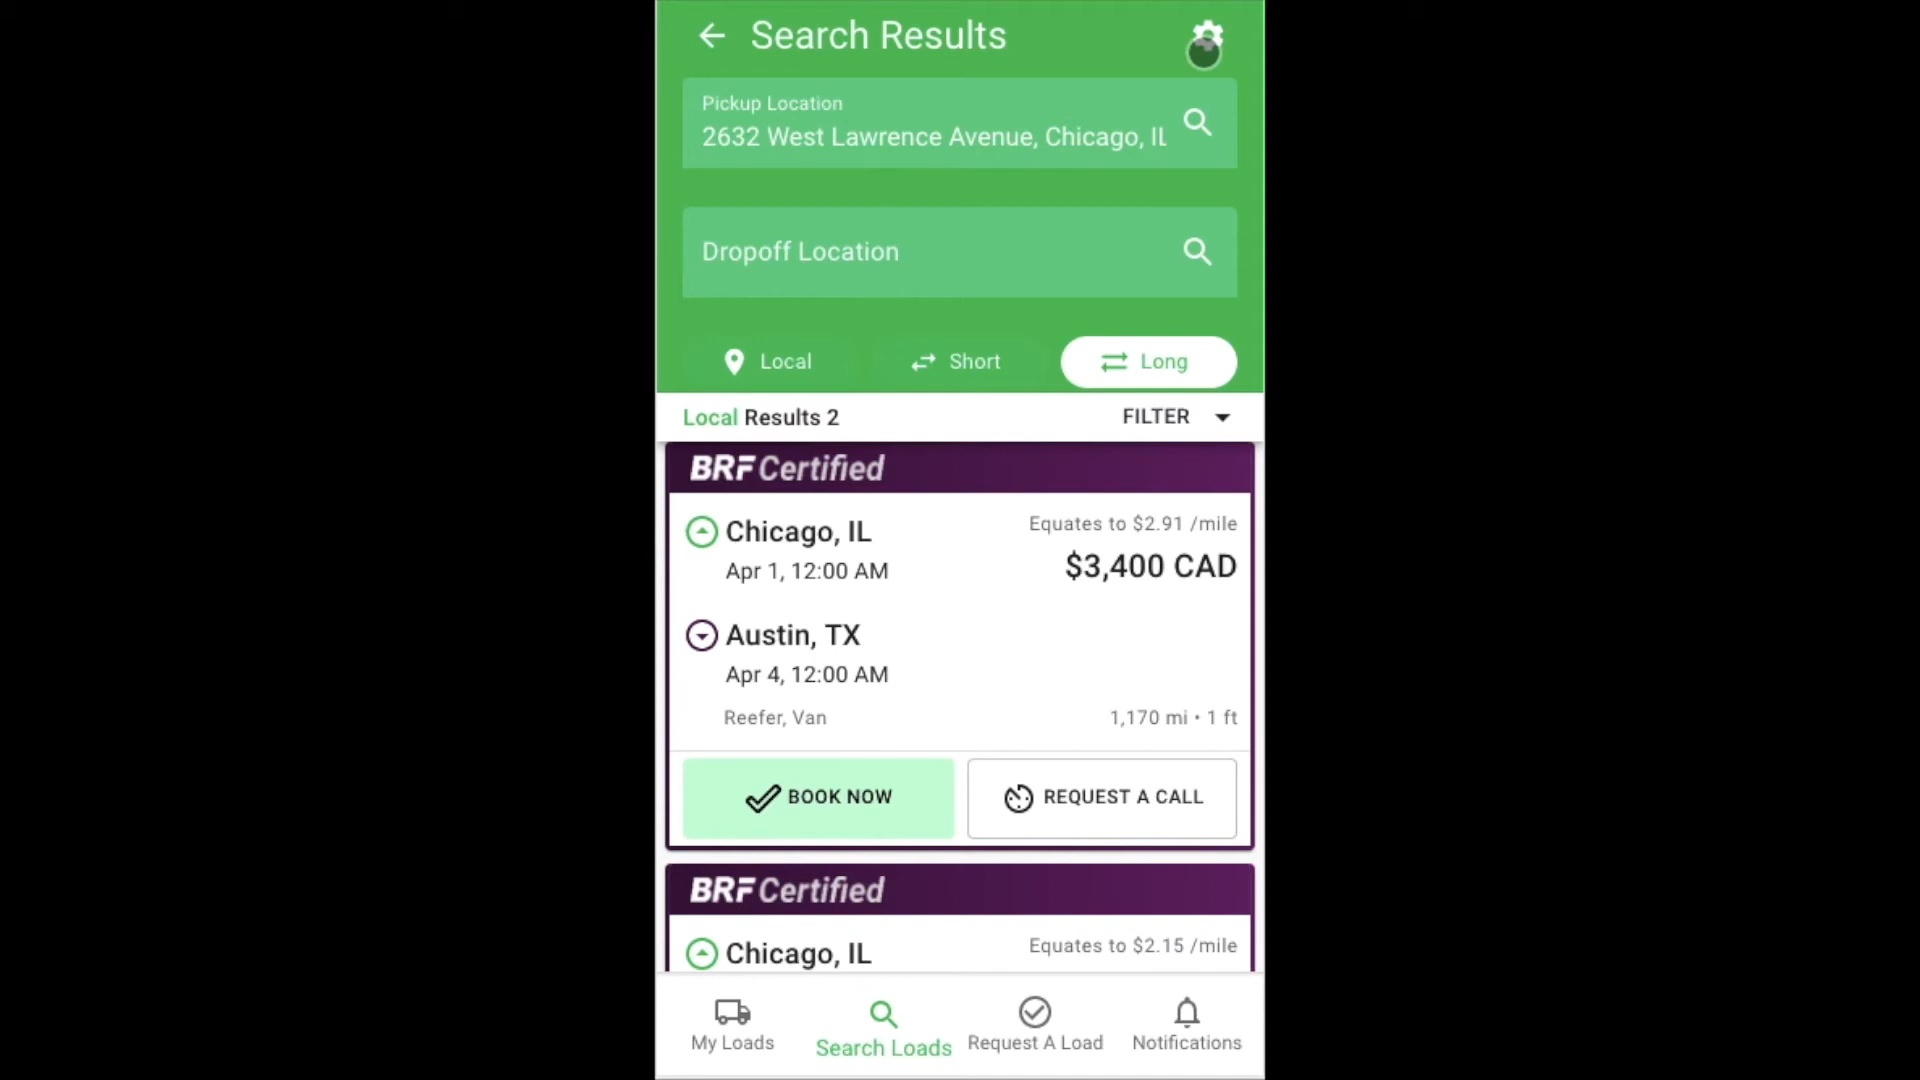 Search Results
Pickup Location
2632 West Lawrence Avenue, Chicago, IL
Dropoff Location
Local
Short
Long
Local Results 2
FILTER
BRF Certified
Chicago, IL
Equates to $2.91 /mile
Apr 1, 12:00 AM
$3,400 CAD
Austin, TX
Apr 4, 12:00 AM
Reefer, Van
1,170 mi • 1 ft
BOOK NOW
REQUEST A CALL
BRF Certified
Chicago, IL
Equates to $2.15 /mile
My Loads
Search Loads
Request A Load
Notifications